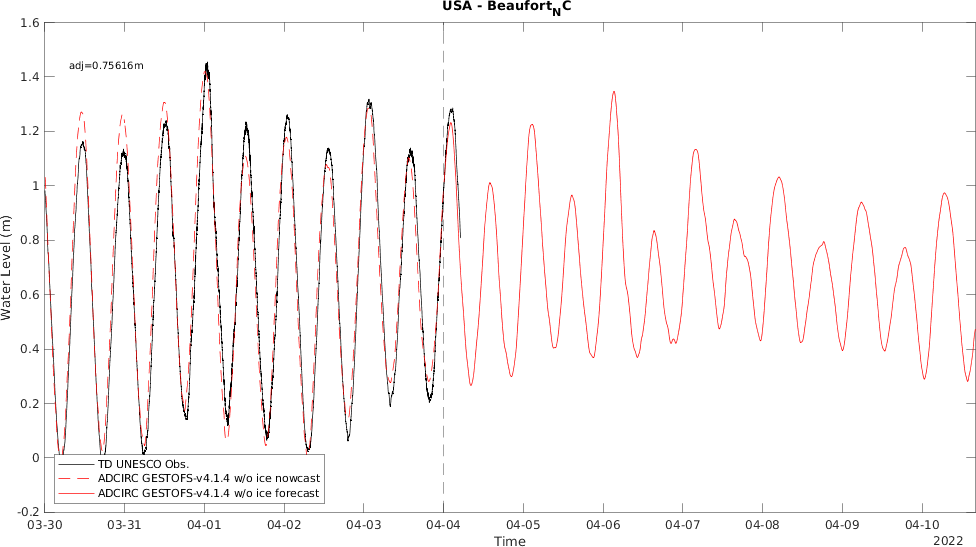 USA - Beaufort_NC
1.6
1.4
1.2
1
0.8
0.6
0.4
0.2
0
-0.2
Water Level (m)
adj=0.75616m
TD UNESCO Obs.
ADCIRC GESTOFS-v4.1.4 w/o ice nowcast
ADCIRC GESTOFS-v4.1.4 w/o ice forecast
03-30 03-31 04-01 04-02 04-03 04-04 04-05 04-06 04-07 04-08 04-09 04-10
Time
2022